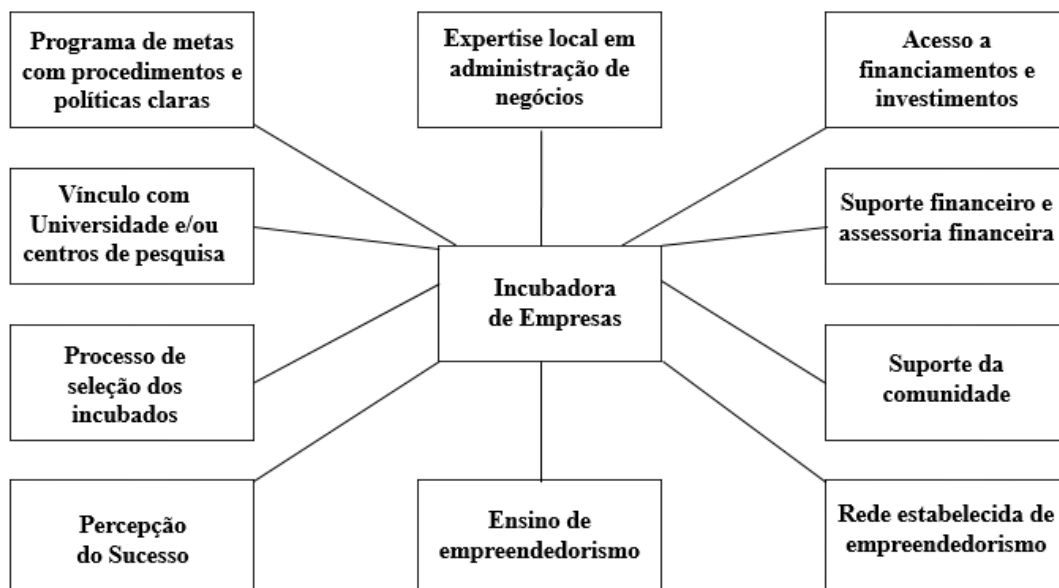 Programa de metas
com procedimentos e
políticas claras
Expertise local em
administração de
negócios
Acesso a
financiamentos e
investimentos
Vínculo com
Universidade e/ou
centros de pesquisa
Suporte financeiro e
assessoria financeira
Incubadora
de Empresas
Processo de
seleção dos
incubados
Suporte da
comunidade
Percepção
do Sucesso
Ensino de
empreendedorismo
Rede estabelecida de
empreendedorismo